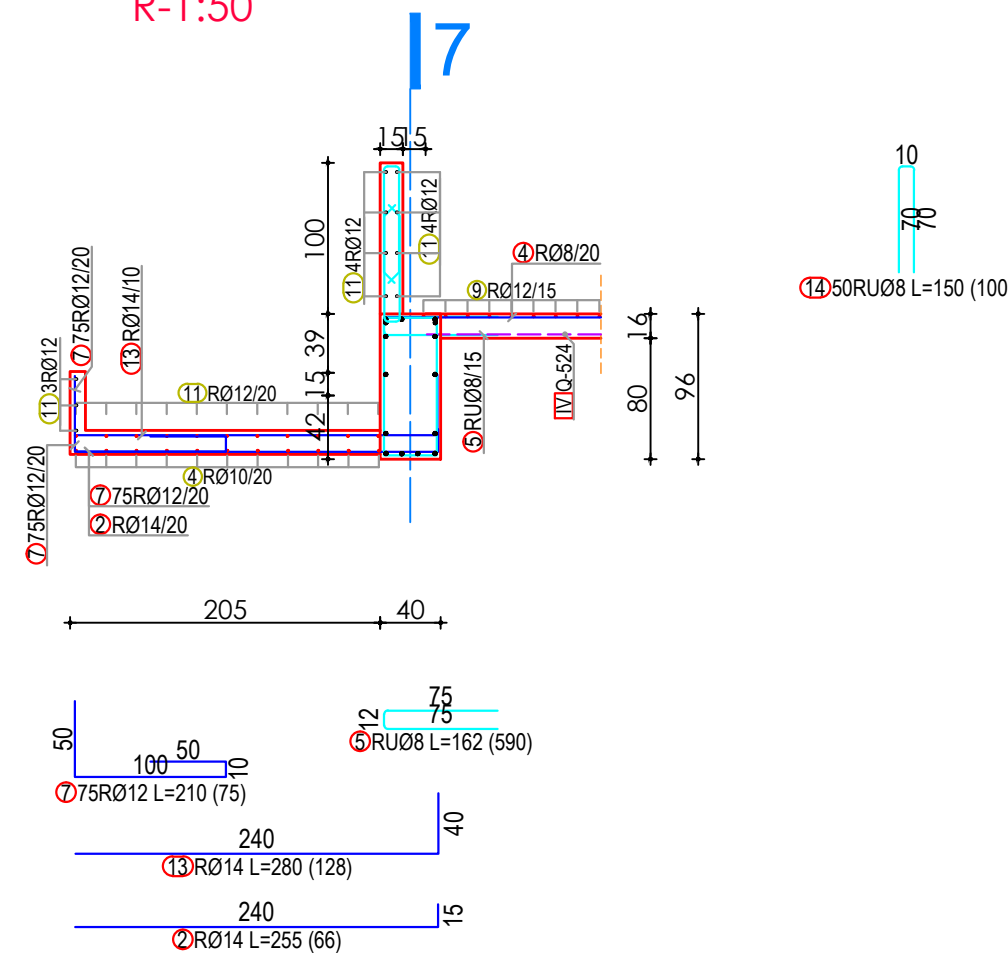 R-1:50
7
15 15
10
70
70
14 50RUØ8 L=150 (100
100
39
15
42
11 4RØ12
11 4RØ12
4 RØ8/20
9 RØ12/15
16
80
96
7 75RØ12/20
13 RØ14/10
11 3RØ12
11 RØ12/20
5 RUØ8/15
IV Q-524
4 RØ10/20
7 75RØ12/20
7 75RØ12/20
2 RØ14/20
205
40
50
50
100
10
7 75RØ12 L=210 (75)
75
75
12
5 RUØ8 L=162 (590)
240
40
13 RØ14 L=280 (128)
240
15
2 RØ14 L=255 (66)